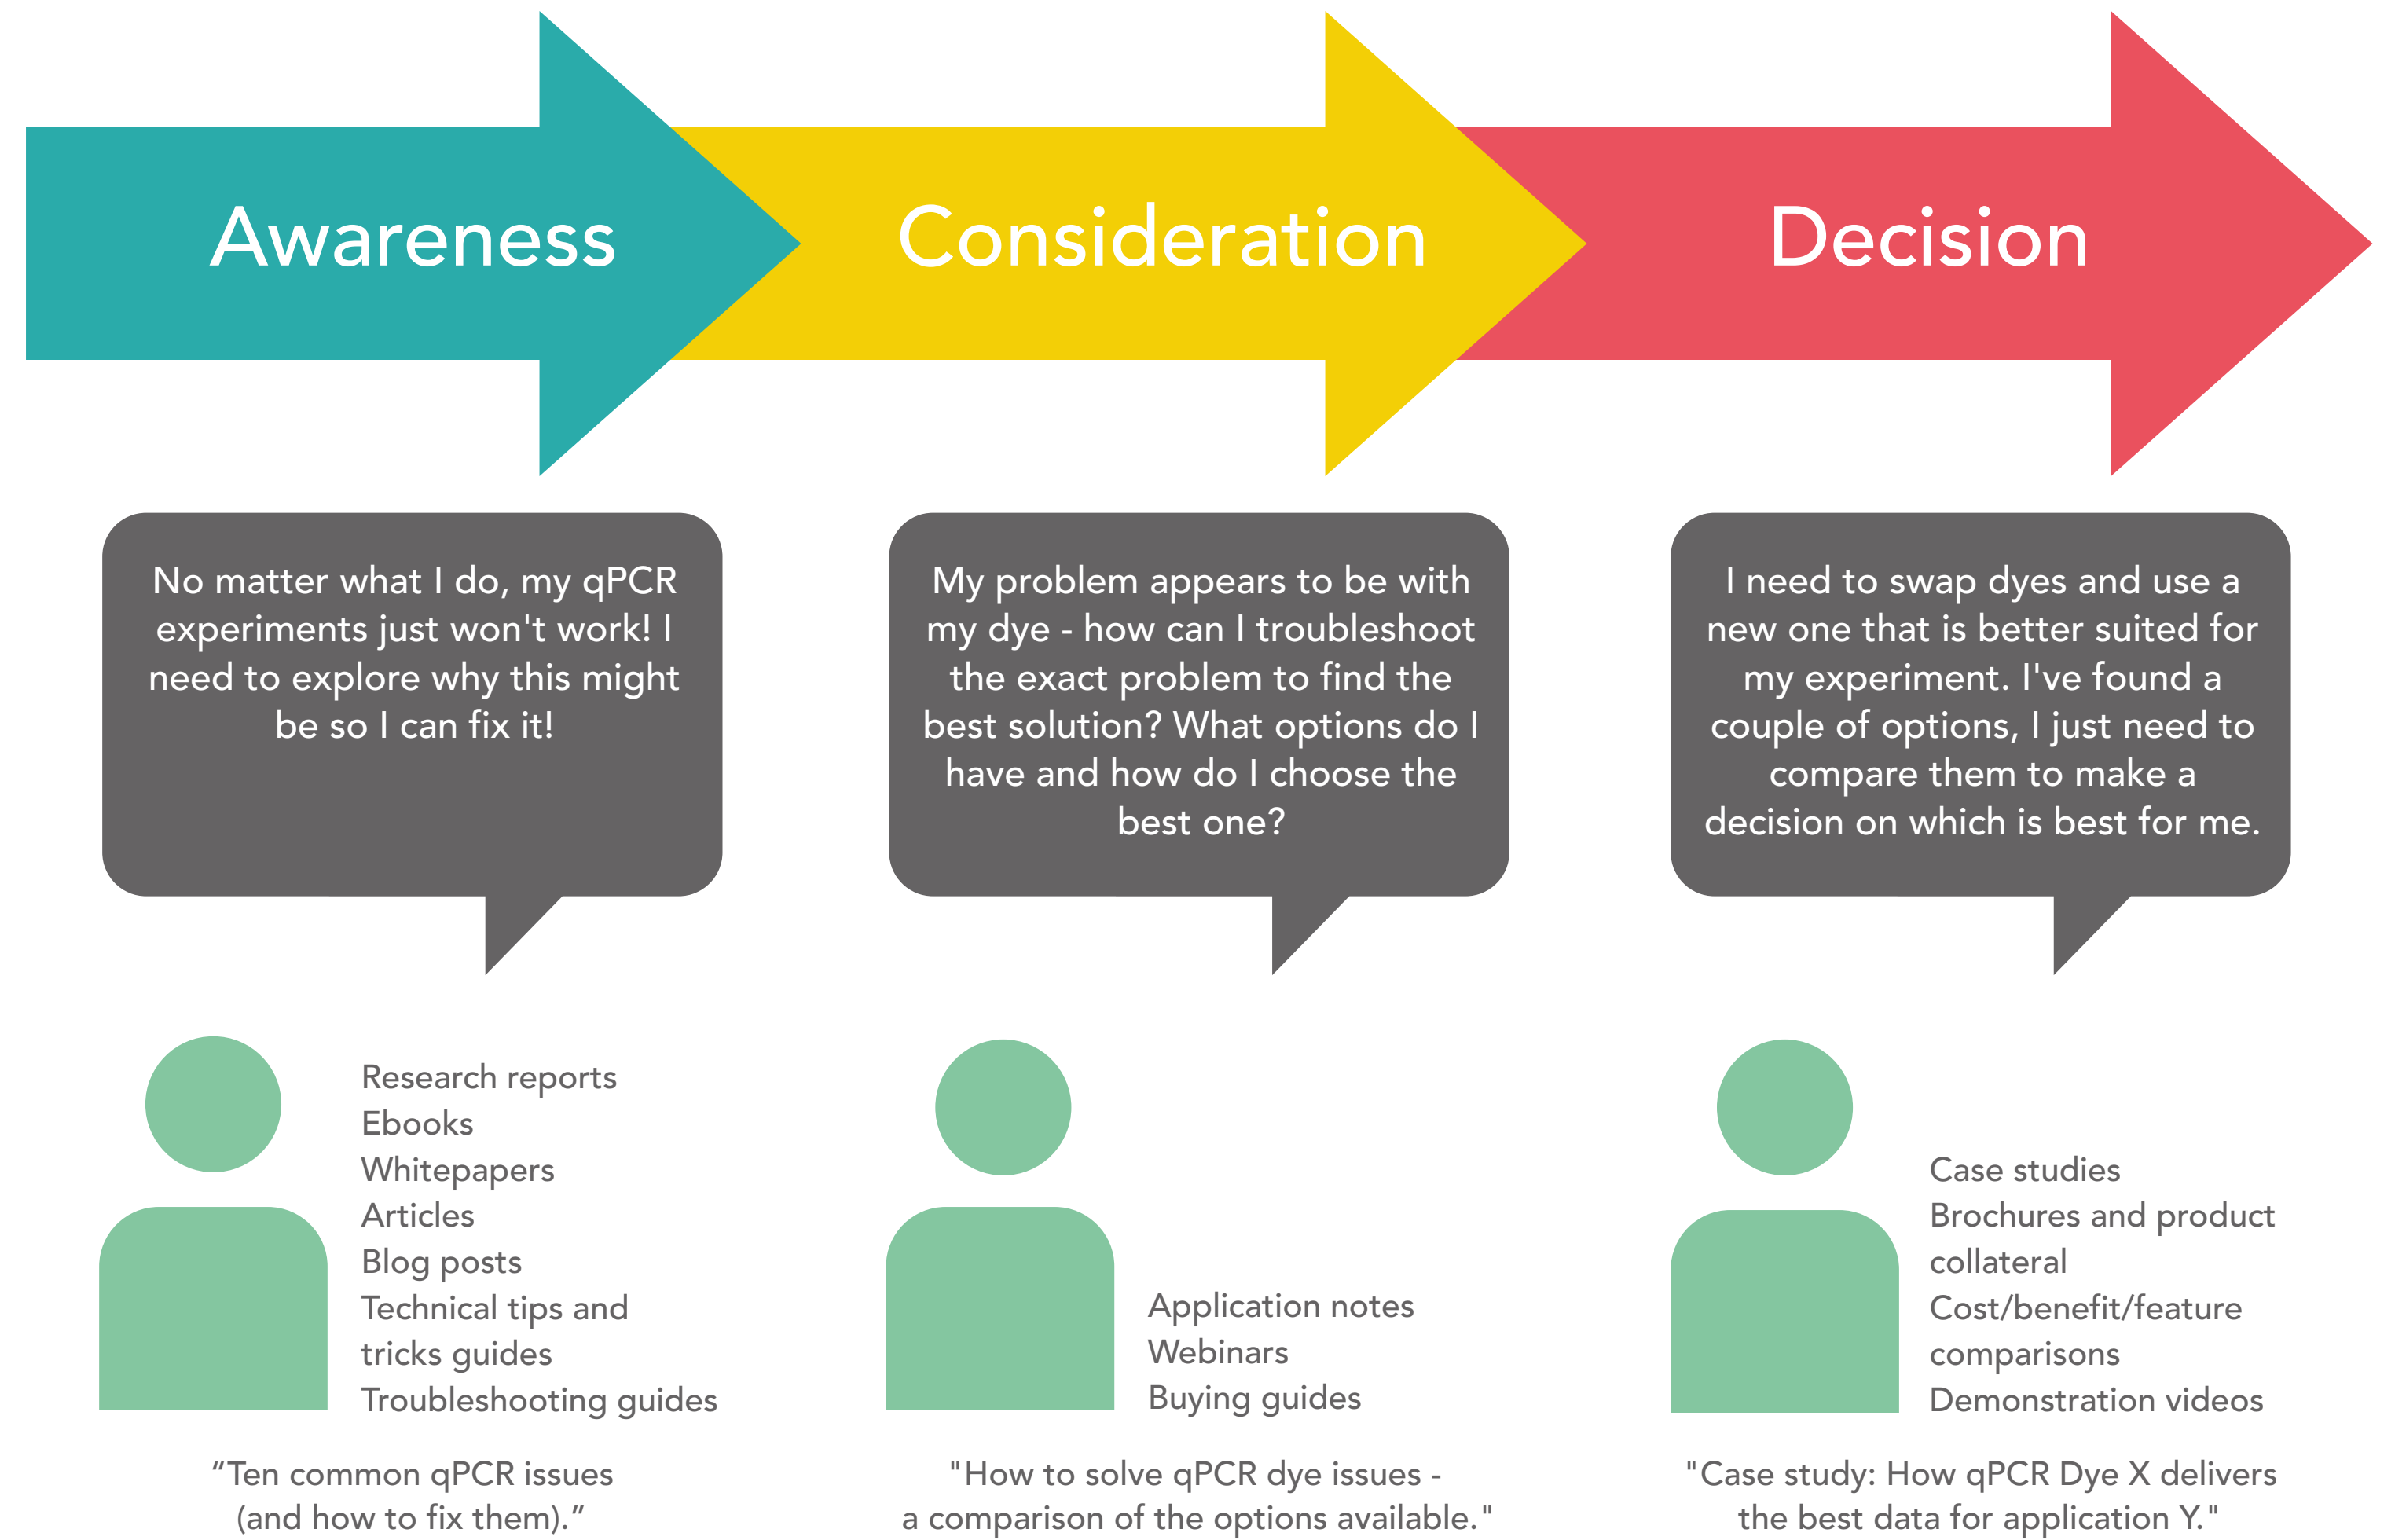 Awareness
Consideration
Decision
No matter what I do, my qPCR
experiments just won't work! I
need to explore why this might
be so I can fix it!
My problem appears to be with
my dye - how can I troubleshoot
the exact problem to find the
best solution? What options do I
have and how do I choose the
best one?
I need to swap dyes and use a
new one that is better suited for
my experiment. I've found a
couple of options, I just need to
compare them to make a
decision on which is best for me.
Research reports
Ebooks
Whitepapers
Articles
Blog posts
Technical tips and
tricks guides
Troubleshooting guides
Application notes
Webinars
Buying guides
Case studies
Brochures and product
collateral
Cost/benefit/feature
comparisons
Demonstration videos
“Ten common qPCR issues
(and how to fix them).”
"How to solve qPCR dye issues -
a comparison of the options available."
"Case study: How qPCR Dye X delivers
the best data for application Y."